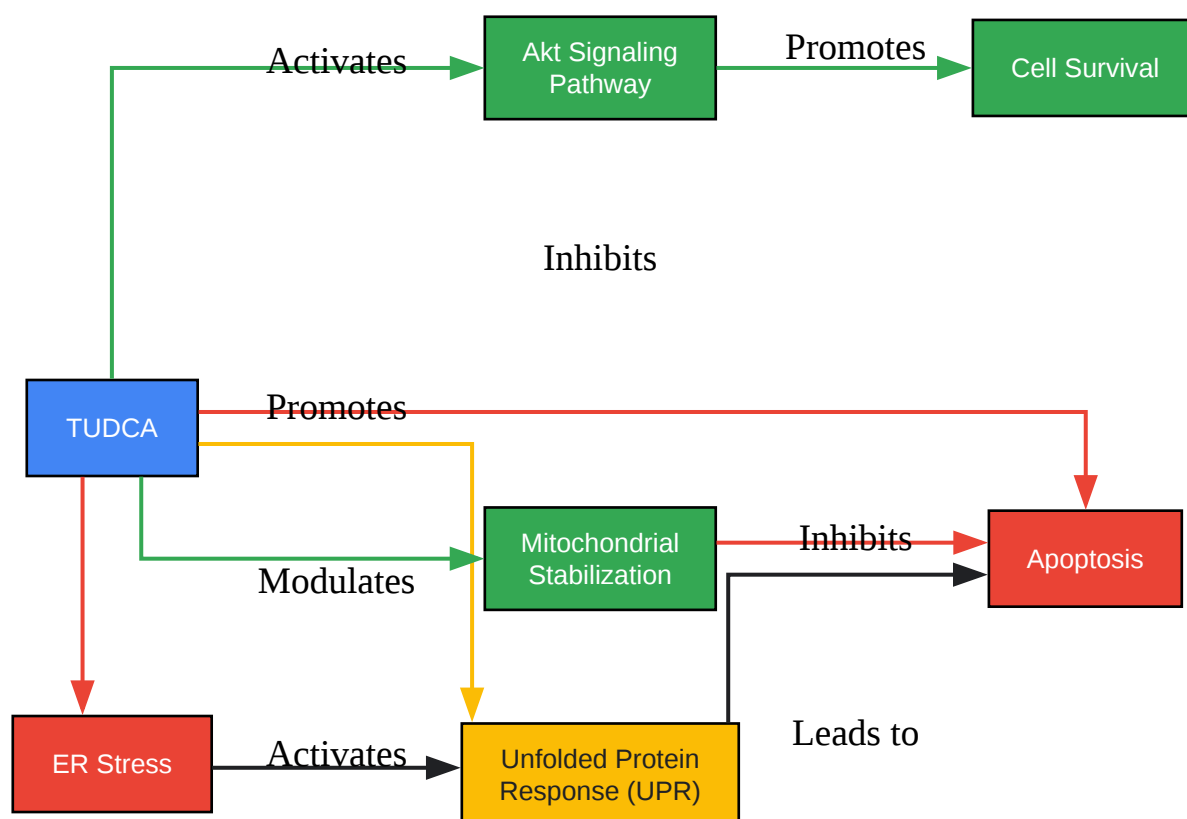 Activates
Akt Signaling
Pathway
Promotes
Cell Survival
Inhibits
TUDCA
Promotes
Mitochondrial
Stabilization
Inhibits
Apoptosis
Modulates
ER Stress
Activates
Unfolded Protein
Response (UPR)
Leads to